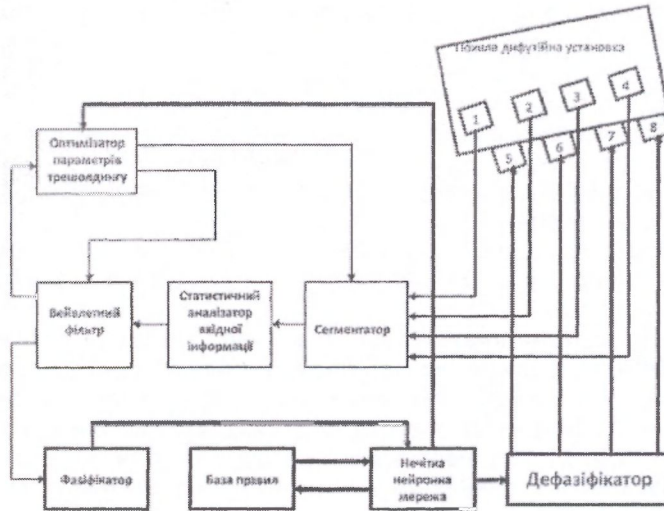 Похила дифузійна установка
1
2
3
4
5
6
7
8
Оптимізатор
параметрів
трешолдингу
Вейвлетний
фільтр
Статистичний
аналізатор
вхідної
інформації
Сегментатор
Фазіфікатор
База правил
Нечітка
нейронна
мережа
Дефазіфікатор